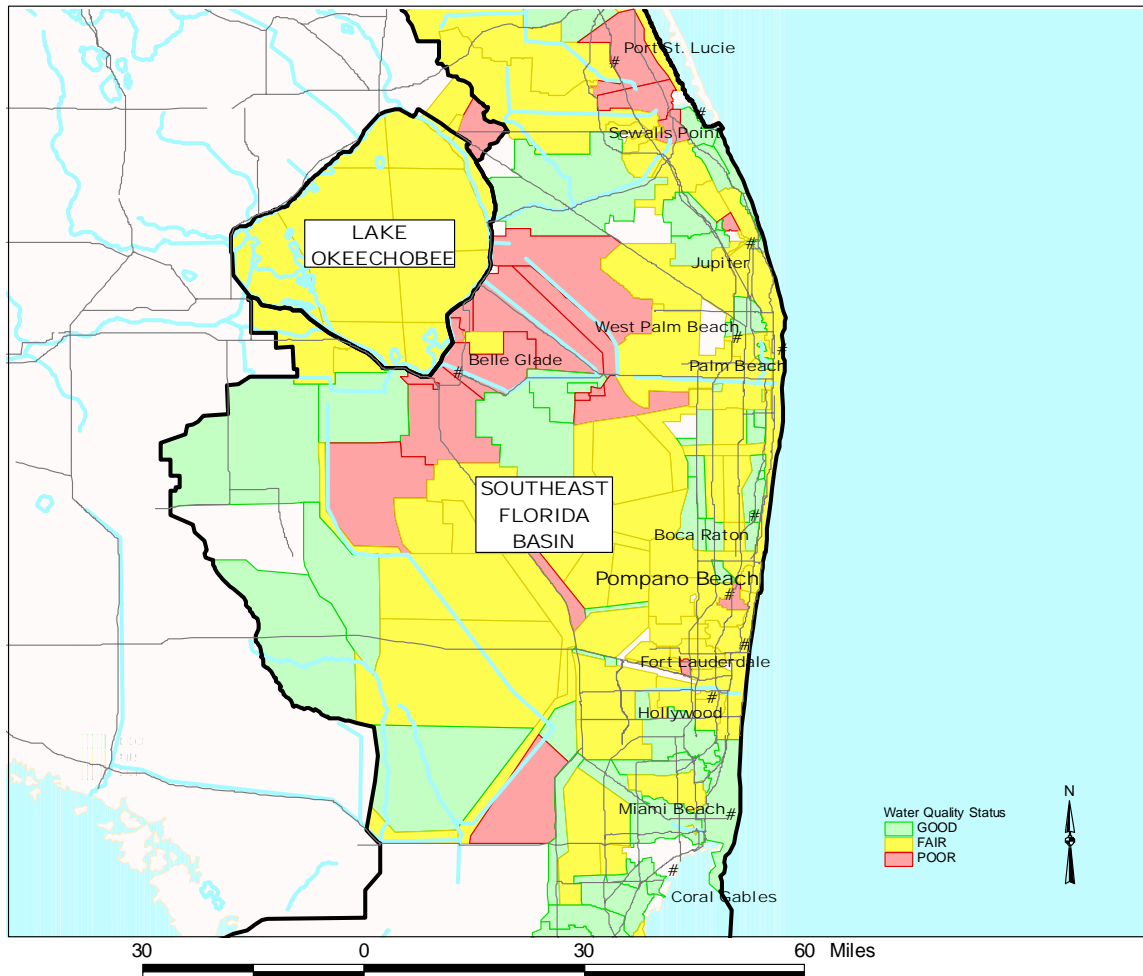 Port St. Lucie
#
#
Sewalls Point
LAKE
OKEECHOBEE
#
Jupiter
West Palm Beach
#
#
Palm Beach
Belle Glade
#
SOUTHEAST
FLORIDA
BASIN
#
Boca Raton
Pompano Beach
#
#
Fort Lauderdale
#
Hollywood
Miami Beach
#
#
Coral Gables
Water Quality Status
GOOD
FAIR
POOR
N
30 0 30 60 Miles